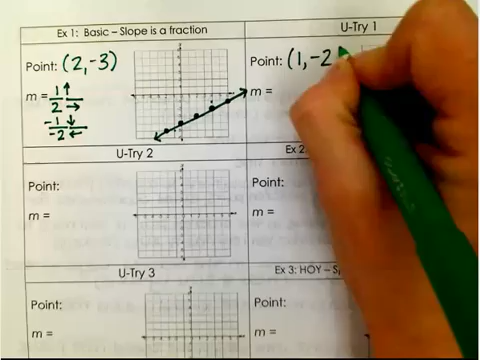 Ex 1: Basic – Slope is a fraction
U-Try 1
Point: (2,-3)
Point: (1,-2
m = 1↑
2→
-1↓
-2←
m =
U-Try 2
Ex 2
Point:
Point:
m =
m =
U-Try 3
Ex 3: HOY – S
Point:
Point:
m =
m =